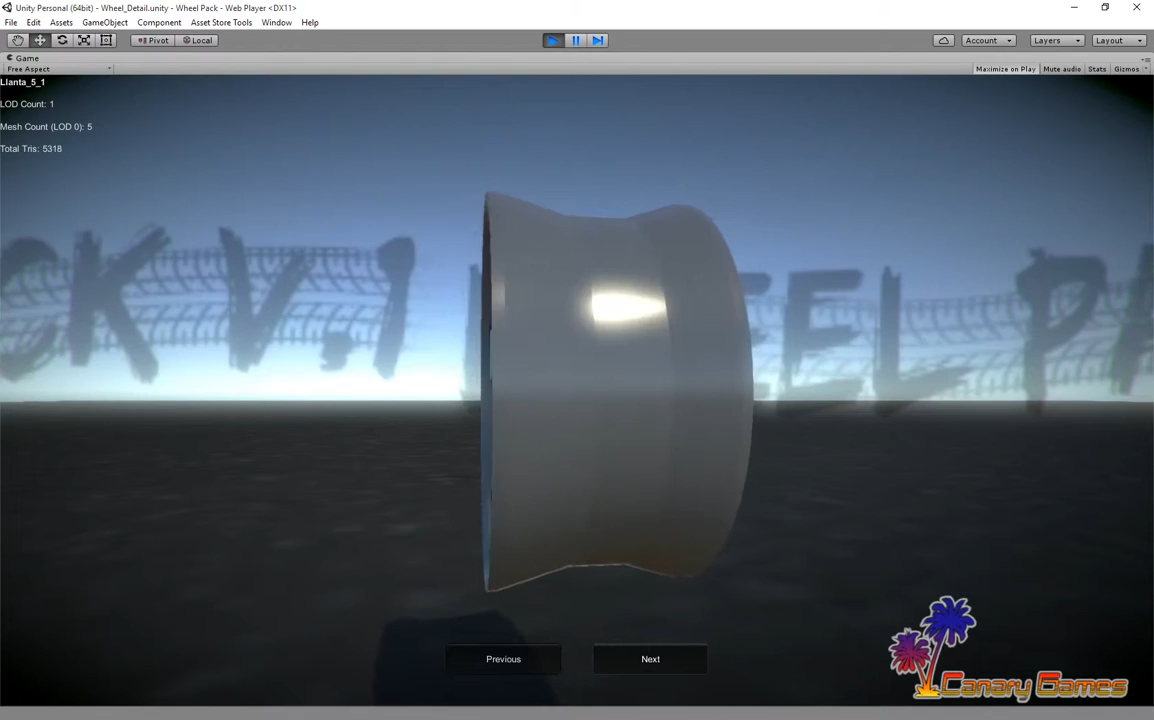 Unity Personal (64bit) - Wheel_Detail.unity - Wheel Pack - Web Player <DX11>
File Edit Assets GameObject Component Asset Store Tools Window Help
Pivot Local Account Layers Layout
Game
Free Aspect Maximize on Play Mute audio Stats Gizmos
Llanta_5_1
LOD Count: 1
Mesh Count (LOD 0): 5
Total Tris: 5318
CK V.1
Previous Next
Canary Games